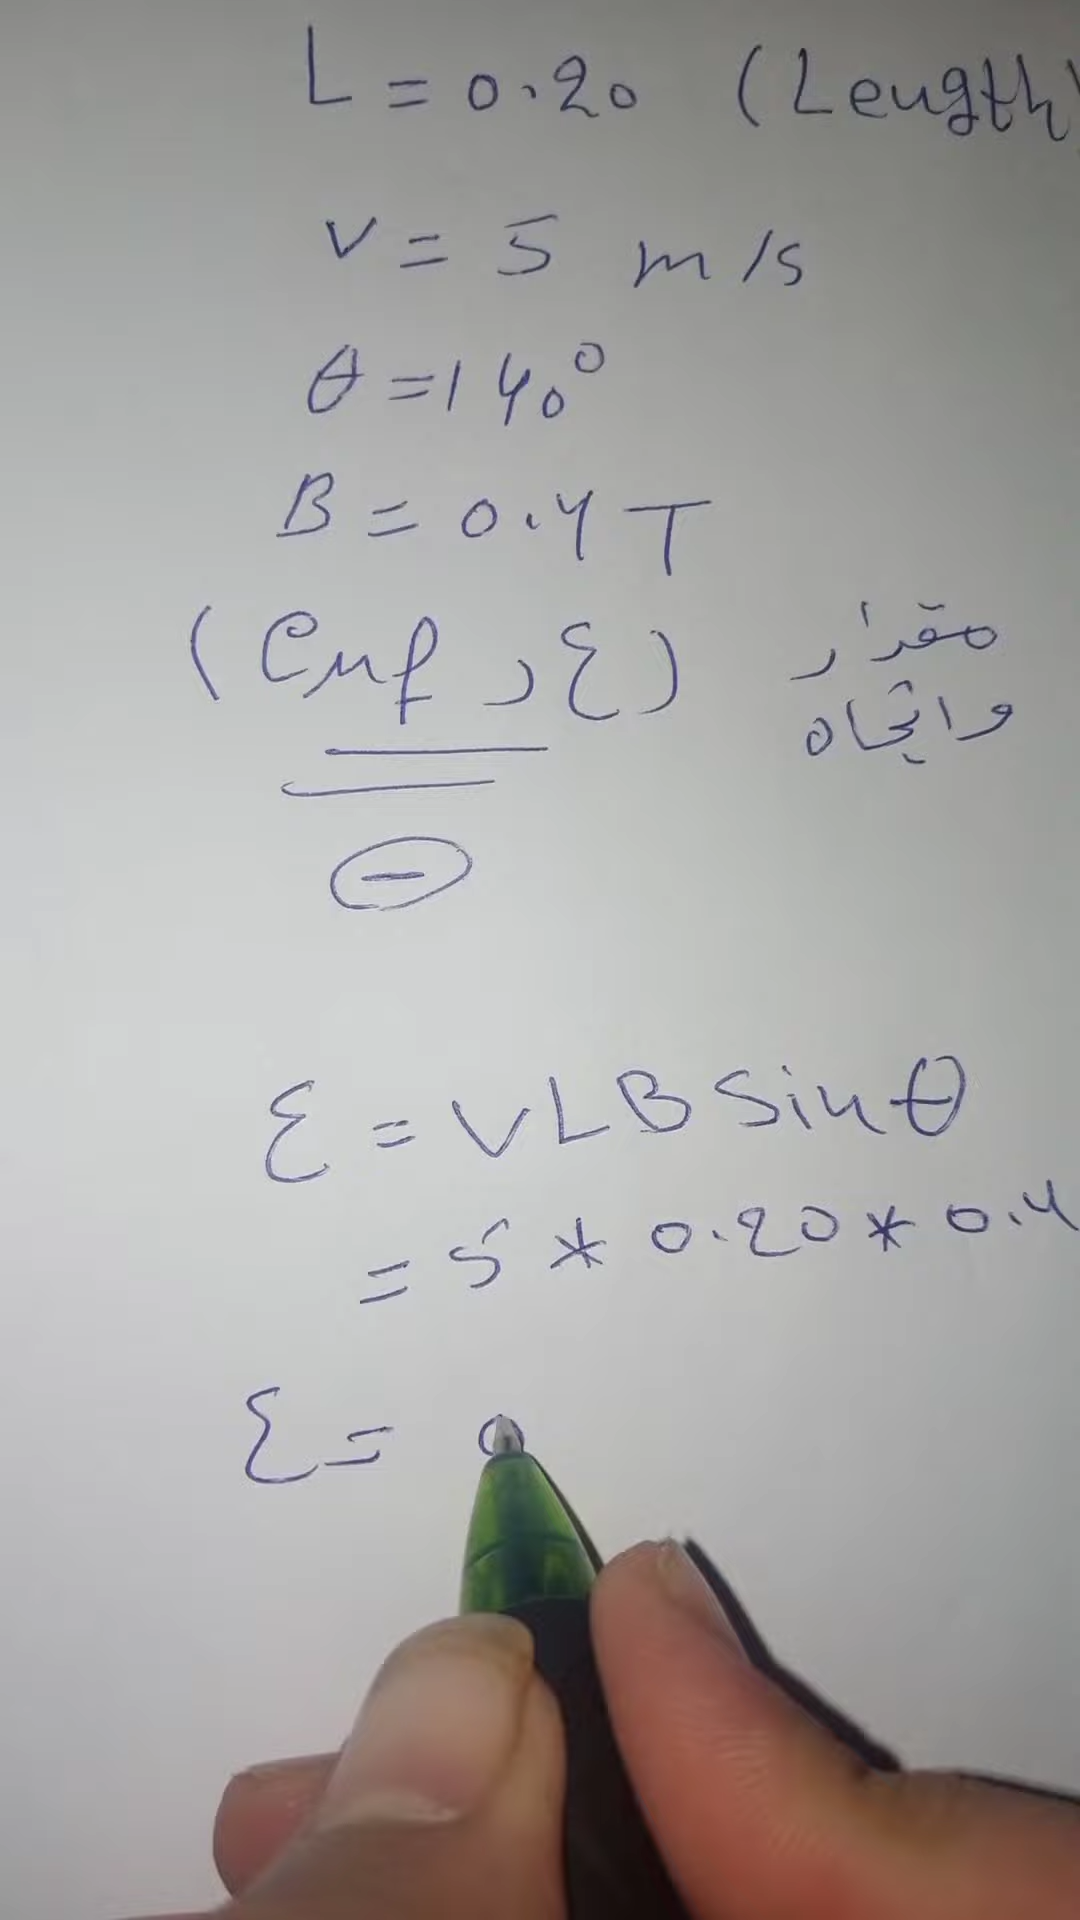 L = 0.20 (Length)
v = 5 m/s
θ = 140°
B = 0.4 T
(emf , ε) مقدار
واتجاه
-
ε = VLB Sin θ
= 5 * 0.20 * 0.4
ε = 0